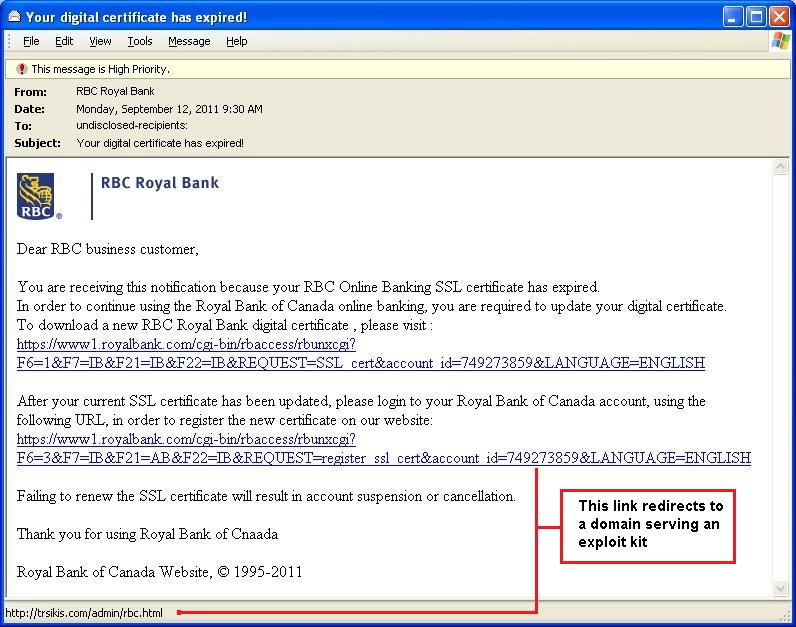 Your digital certificate has expired!
File Edit View Tools Message Help
This message is High Priority.
From: RBC Royal Bank
Date: Monday, September 12, 2011 9:30 AM
To: undisclosed-recipients:
Subject: Your digital certificate has expired!
RBC ®
RBC Royal Bank
Dear RBC business customer,
You are receiving this notification because your RBC Online Banking SSL certificate has expired.
In order to continue using the Royal Bank of Canada online banking, you are required to update your digital certificate.
To download a new RBC Royal Bank digital certificate , please visit :
https://www1.royalbank.com/cgi-bin/rbaccess/rbunxcgi?
F6=1&F7=IB&F21=IB&F22=IB&REQUEST=SSL_cert&account_id=749273859&LANGUAGE=ENGLISH
After your current SSL certificate has been updated, please login to your Royal Bank of Canada account, using the
following URL, in order to register the new certificate on our website:
https://www1.royalbank.com/cgi-bin/rbaccess/rbunxcgi?
F6=3&F7=IB&F21=AB&F22=IB&REQUEST=register_ssl_cert&account_id=749273859&LANGUAGE=ENGLISH
Failing to renew the SSL certificate will result in account suspension or cancellation.
Thank you for using Royal Bank of Cnaada
Royal Bank of Canada Website, © 1995-2011
This link redirects to
a domain serving an
exploit kit
http://trsikis.com/admin/rbc.html